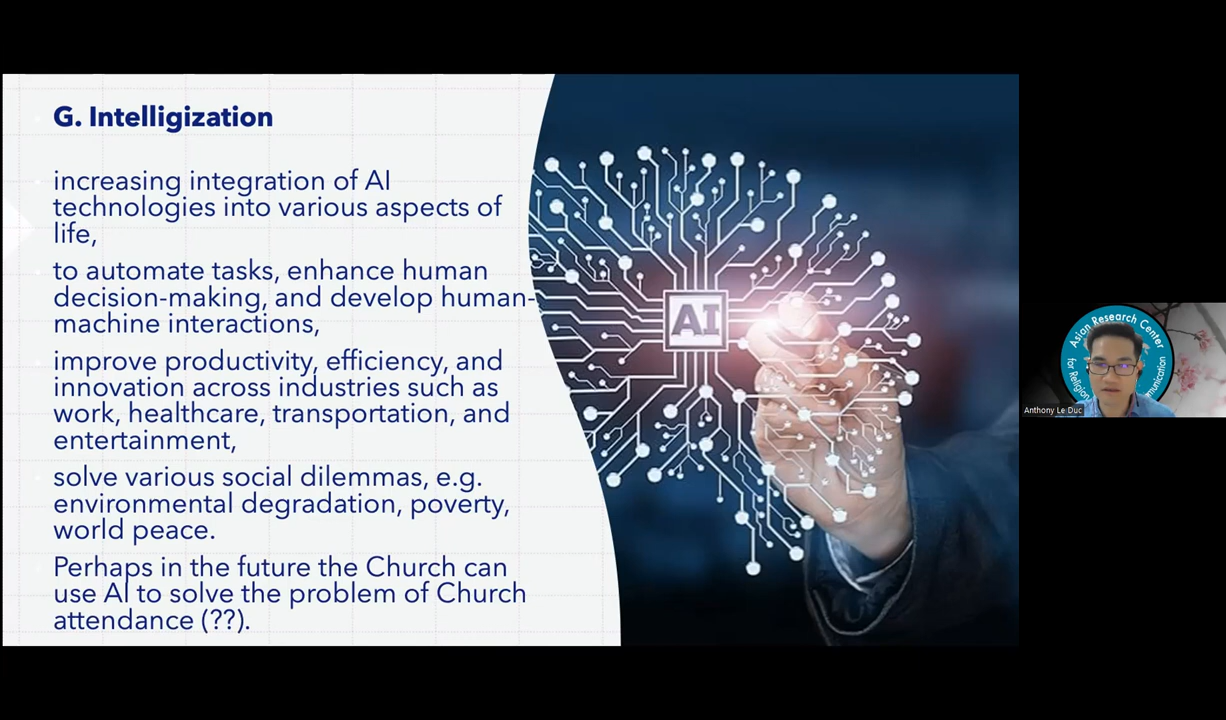 G. Intelligization
increasing integration of AI
technologies into various aspects of
life,
to automate tasks, enhance human
decision-making, and develop human-
machine interactions,
improve productivity, efficiency, and
innovation across industries such as
work, healthcare, transportation, and
entertainment,
solve various social dilemmas, e.g.
environmental degradation, poverty,
world peace.
Perhaps in the future the Church can
use AI to solve the problem of Church
attendance (??).
AI
Asian Research Center
for Religion
Anthony Le Duc